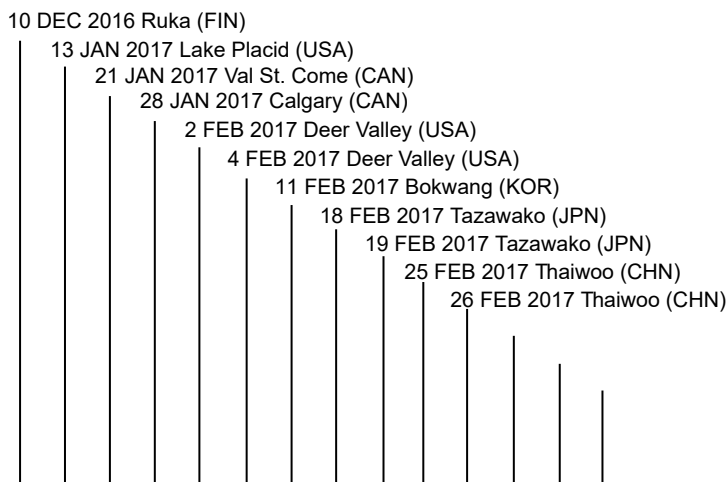 10 DEC 2016 Ruka (FIN)
13 JAN 2017 Lake Placid (USA)
21 JAN 2017 Val St. Come (CAN)
28 JAN 2017 Calgary (CAN)
2 FEB 2017 Deer Valley (USA)
4 FEB 2017 Deer Valley (USA)
11 FEB 2017 Bokwang (KOR)
18 FEB 2017 Tazawako (JPN)
19 FEB 2017 Tazawako (JPN)
25 FEB 2017 Thaiwoo (CHN)
26 FEB 2017 Thaiwoo (CHN)